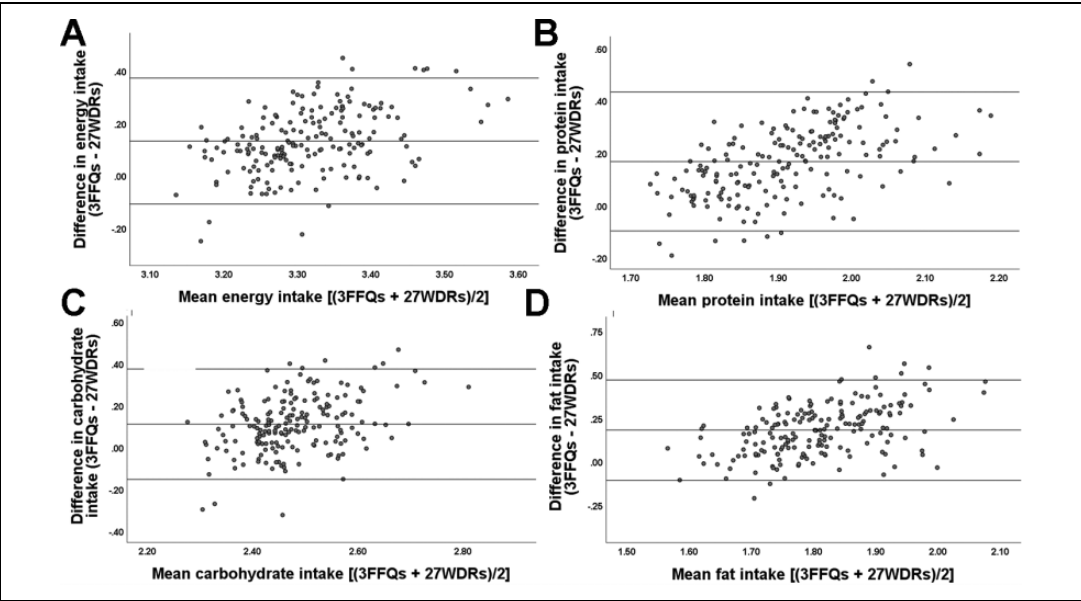 A
Difference in energy intake
(3FFQs - 27WDRs)
.40
.20
.00
-.20
3.10 3.20 3.30 3.40 3.50 3.60
Mean energy intake [(3FFQs + 27WDRs)/2]
B
Difference in protein intake
(3FFQs - 27WDRs)
.60
.40
.20
.00
-.20
1.70 1.80 1.90 2.00 2.10 2.20
Mean protein intake [(3FFQs + 27WDRs)/2]
C
Difference in carbohydrate
intake (3FFQs - 27WDRs)
.60
.40
.20
.00
-.20
-.40
2.20 2.40 2.60 2.80
Mean carbohydrate intake [(3FFQs + 27WDRs)/2]
D
Difference in fat intake
(3FFQs - 27WDRs)
.75
.50
.25
.00
-.25
1.50 1.60 1.70 1.80 1.90 2.00 2.10
Mean fat intake [(3FFQs + 27WDRs)/2]